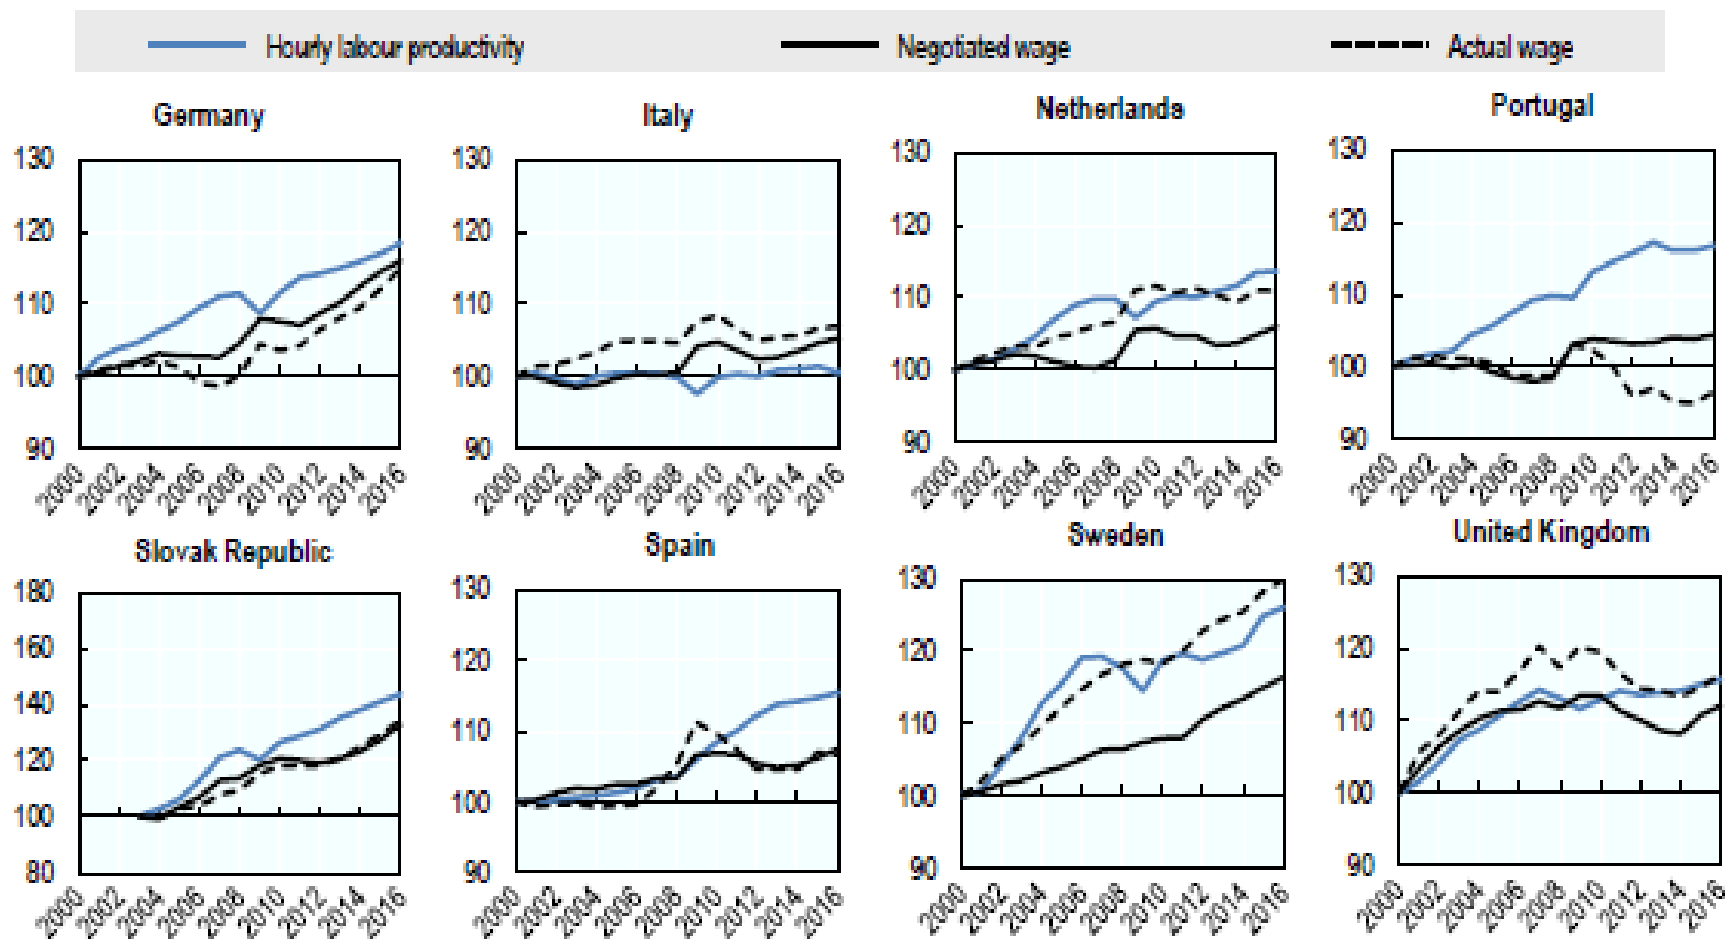 Hourly labour productivity Negotiated wage Actual wage
Germany Italy Netherlands Portugal
130 130 130 130
120 120 120 120
110 110 110 110
100 100 100 100
90 90 90 90
2000 2002 2004 2006 2008 2010 2012 2014 2016 2000 2002 2004 2006 2008 2010 2012 2014 2016 2000 2002 2004 2006 2008 2010 2012 2014 2016 2000 2002 2004 2006 2008 2010 2012 2014 2016
Slovak Republic Spain Sweden United Kingdom
180 130 130 130
160 120 120 120
140 110 110 110
120 100 100 100
100 90 90 90
80
2000 2002 2004 2006 2008 2010 2012 2014 2016 2000 2002 2004 2006 2008 2010 2012 2014 2016 2000 2002 2004 2006 2008 2010 2012 2014 2016 2000 2002 2004 2006 2008 2010 2012 2014 2016